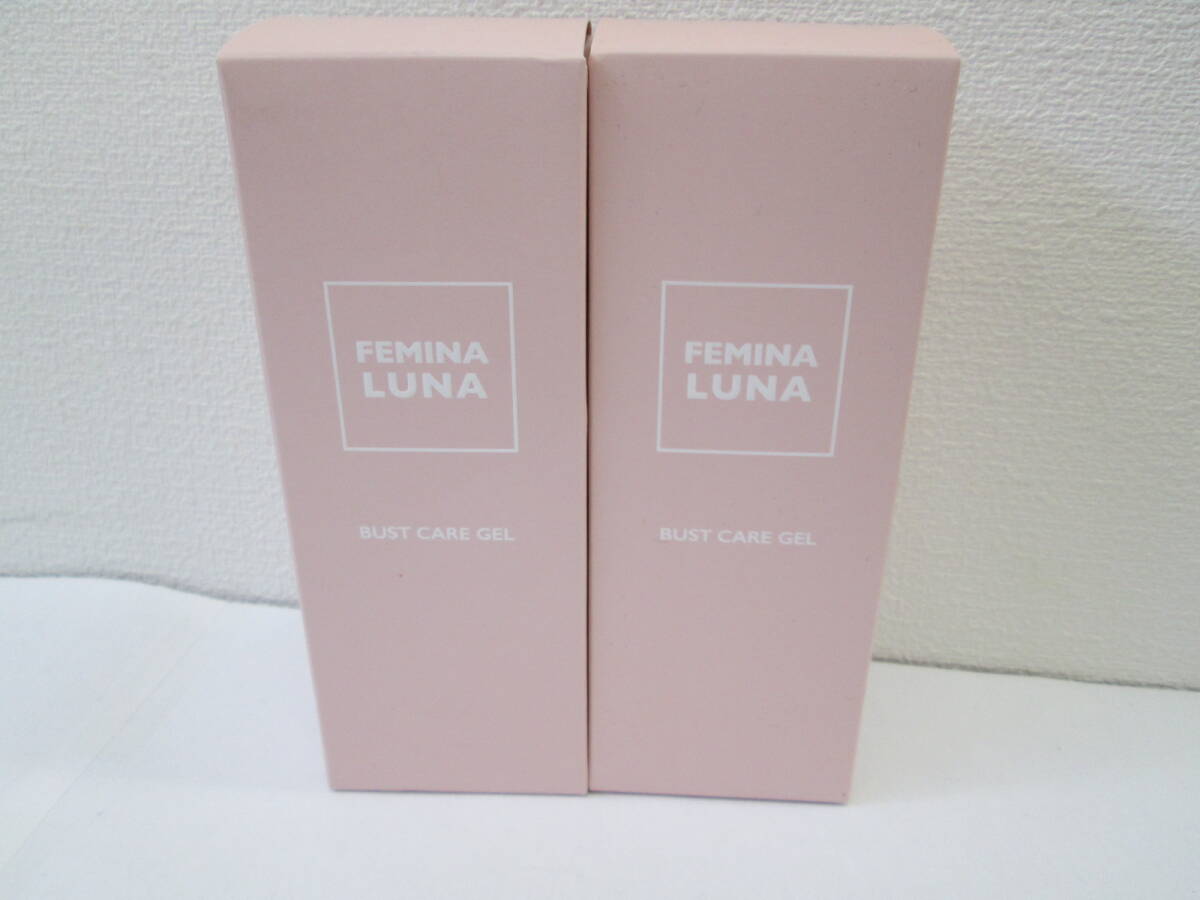 FEMINA
LUNA
BUST CARE GEL
FEMINA
LUNA
BUST CARE GEL